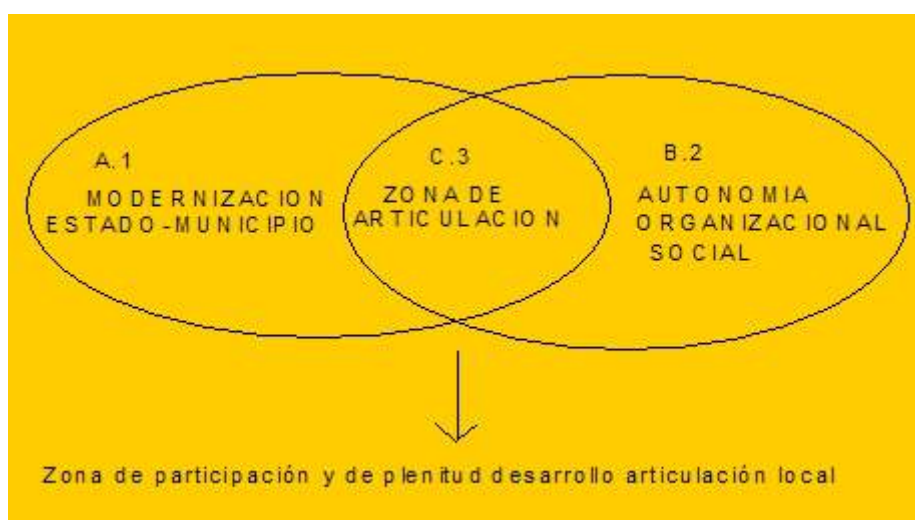 A.1
MODERNIZACION
ESTADO-MUNICIPIO
C.3
ZONA DE
ARTICULACION
B.2
AUTONOMIA
ORGANIZACIONAL
SOCIAL
Zona de participación y de plenitud desarrollo articulación local